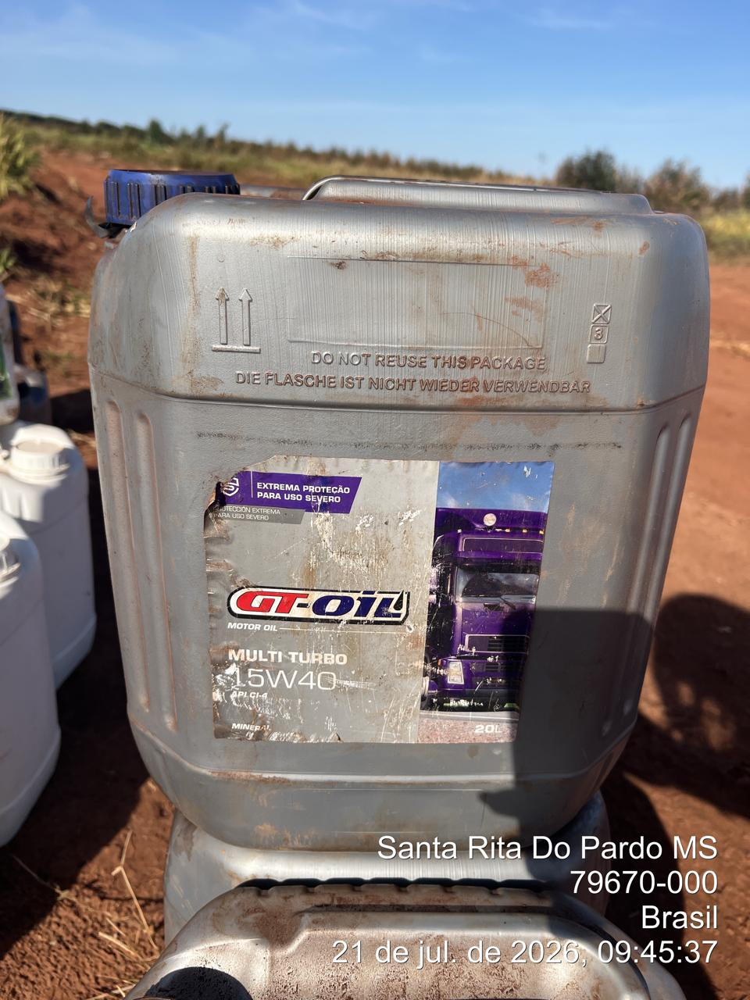 DO NOT REUSE THIS PACKAGE
DIE FLASCHE IST NICHT WIEDER VERWENDBAR
3
EXTREMA PROTEÇÃO
PARA USO SEVERO
PROTECCIÓN EXTREMA
PARA USO SEVERO
GT-OIL
MOTOR OIL
MULTI TURBO
15W40
API CI-4
MINERAL
20L
Santa Rita Do Pardo MS
79670-000
Brasil
21 de jul. de 2026, 09:45:37